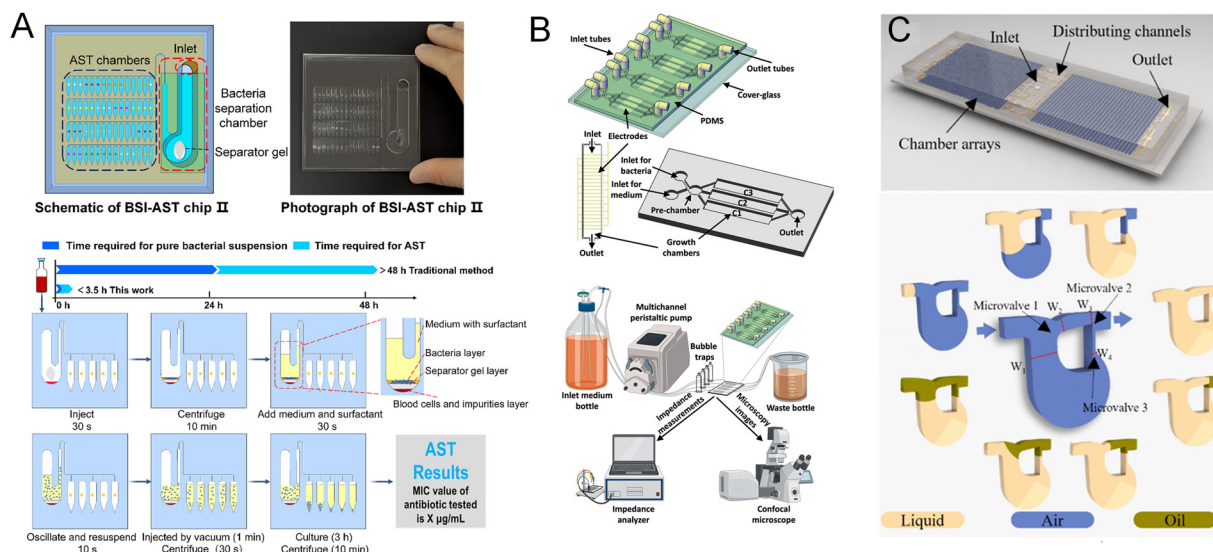 A
AST chambers
Inlet
Bacteria
separation
chamber
Separator gel
Schematic of BSI-AST chip Ⅱ
Photograph of BSI-AST chip Ⅱ
Time required for pure bacterial suspension
Time required for AST
> 48 h Traditional method
< 3.5 h This work
0 h
24 h
48 h
Medium with surfactant
Bacteria layer
Separator gel layer
Blood cells and impurities layer
Inject
30 s
Centrifuge
10 min
Add medium and surfactant
30 s
Oscillate and resuspend
10 s
Injected by vacuum (1 min)
Centrifuge (30 s)
Culture (3 h)
Centrifuge (10 min)
AST
Results
MIC value of
antibiotic tested
is X μg/mL
B
Inlet tubes
Outlet tubes
Cover-glass
PDMS
Electrodes
Inlet
Outlet
Inlet for
bacteria
Inlet for
medium
Pre-chamber
C3
C2
C1
Outlet
Growth
chambers
Multichannel
peristaltic pump
Bubble
traps
Inlet medium
bottle
Waste bottle
Impedance
measurements
Microscopy
images
Impedance
analyzer
Confocal
microscope
C
Inlet
Distributing channels
Outlet
Chamber arrays
Microvalve 1
W2
W3
Microvalve 2
W1
W4
Microvalve 3
Liquid
Air
Oil